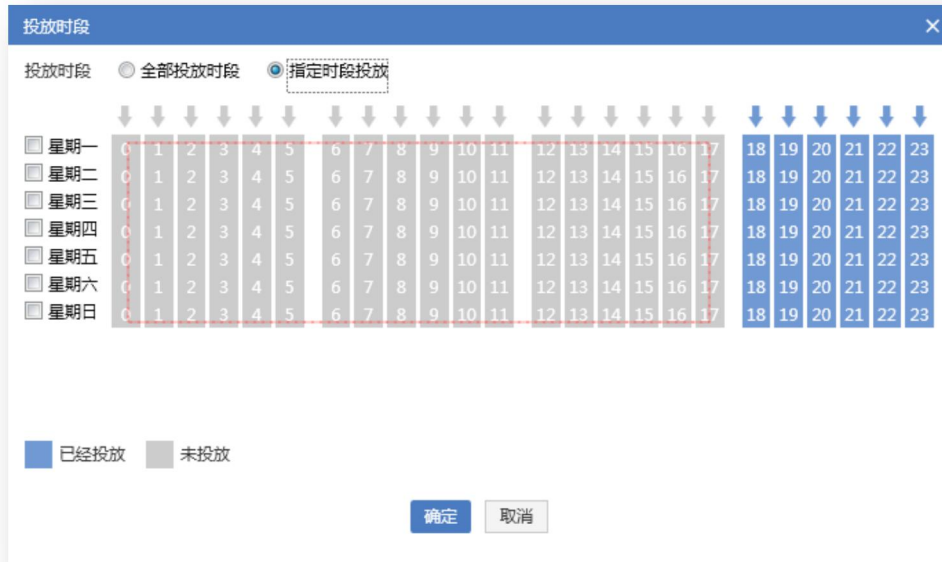 投放时段
投放时段 全部投放时段 指定时段投放
星期一 0 1 2 3 4 5 6 7 8 9 10 11 12 13 14 15 16 17 18 19 20 21 22 23
星期二 0 1 2 3 4 5 6 7 8 9 10 11 12 13 14 15 16 17 18 19 20 21 22 23
星期三 0 1 2 3 4 5 6 7 8 9 10 11 12 13 14 15 16 17 18 19 20 21 22 23
星期四 0 1 2 3 4 5 6 7 8 9 10 11 12 13 14 15 16 17 18 19 20 21 22 23
星期五 0 1 2 3 4 5 6 7 8 9 10 11 12 13 14 15 16 17 18 19 20 21 22 23
星期六 0 1 2 3 4 5 6 7 8 9 10 11 12 13 14 15 16 17 18 19 20 21 22 23
星期日 0 1 2 3 4 5 6 7 8 9 10 11 12 13 14 15 16 17 18 19 20 21 22 23
已经投放 未投放
确定 取消